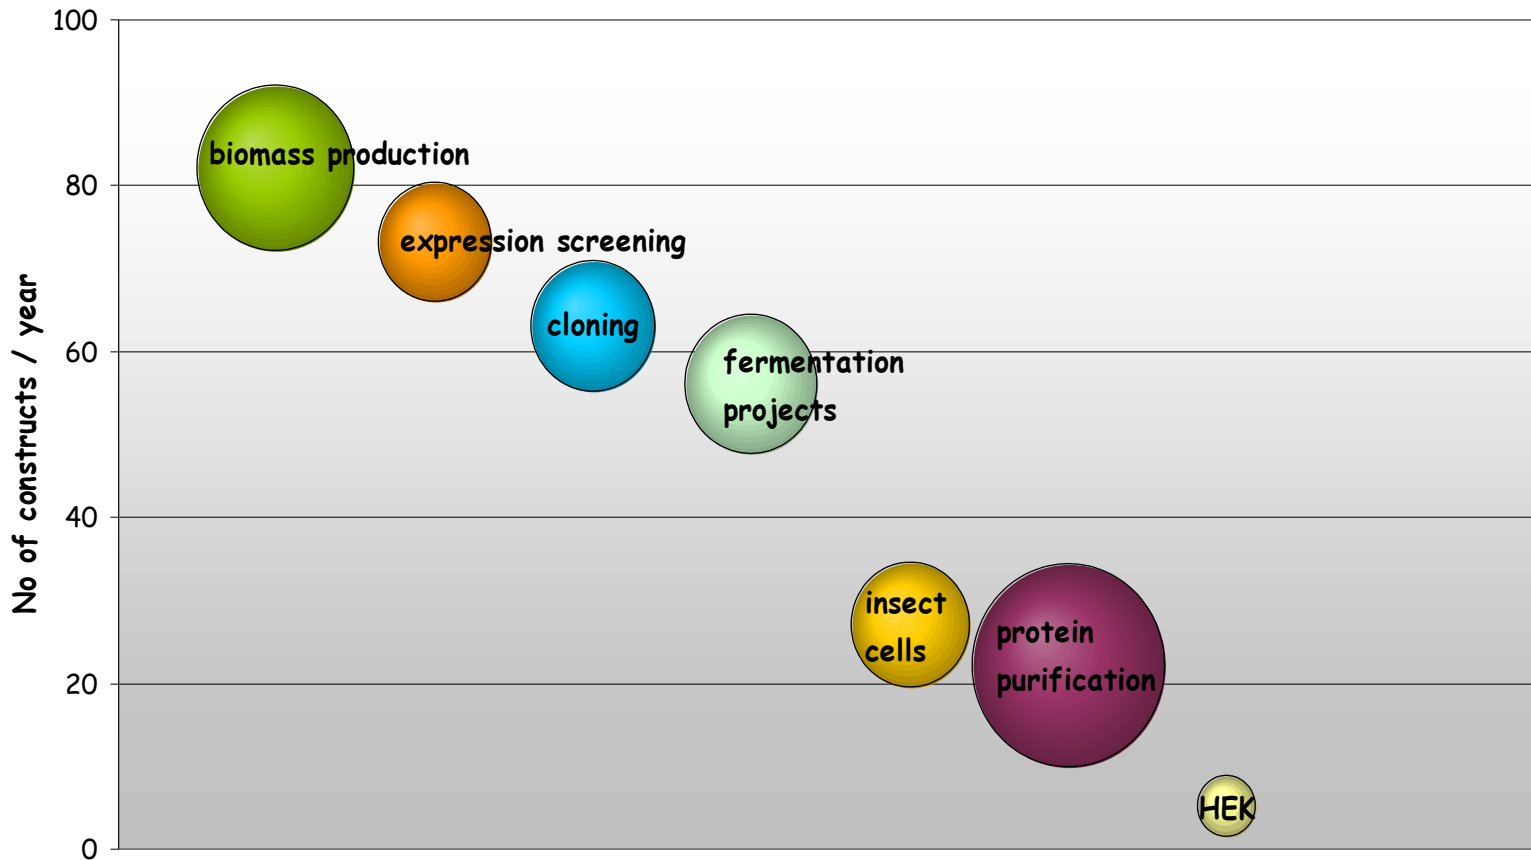 100
80
60
40
20
0
No of constructs / year
biomass production
expression screening
cloning
fermentation
projects
insect
cells
protein
purification
HEK